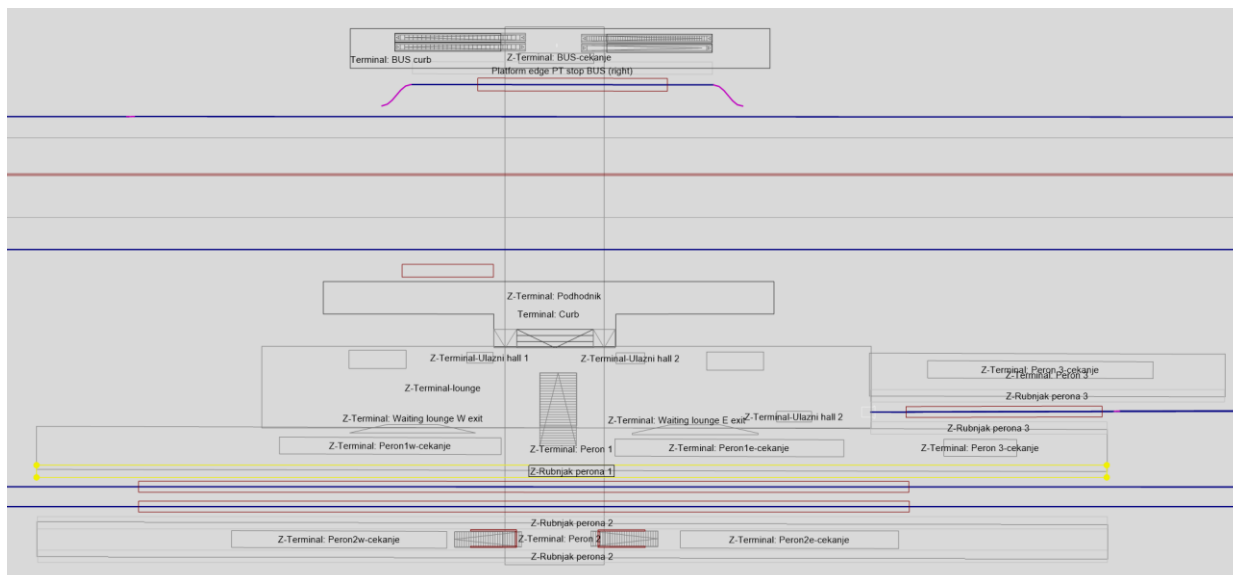 Z-Terminal: BUS-cekanje
Terminal: BUS curb
Platform edge PT stop BUS (right)
Z-Terminal: Podhodnik
Terminal: Curb
Z-Terminal-Ulazni hall 1
Z-Terminal-Ulazni hall 2
Z-Terminal: Peron 3-cekanje
Z-Terminal: Peron 3
Z-Terminal-lounge
Z-Rubnjak perona 3
Z-Terminal: Waiting lounge W exit
Z-Terminal: Waiting lounge E exit
Z-Terminal-Ulazni hall 2
Z-Rubnjak perona 3
Z-Terminal: Peron1w-cekanje
Z-Terminal: Peron 1
Z-Terminal: Peron1e-cekanje
Z-Terminal: Peron 3-cekanje
Z-Rubnjak perona 1
Z-Rubnjak perona 2
Z-Terminal: Peron2w-cekanje
Z-Terminal: Peron 2
Z-Terminal: Peron2e-cekanje
Z-Rubnjak perona 2